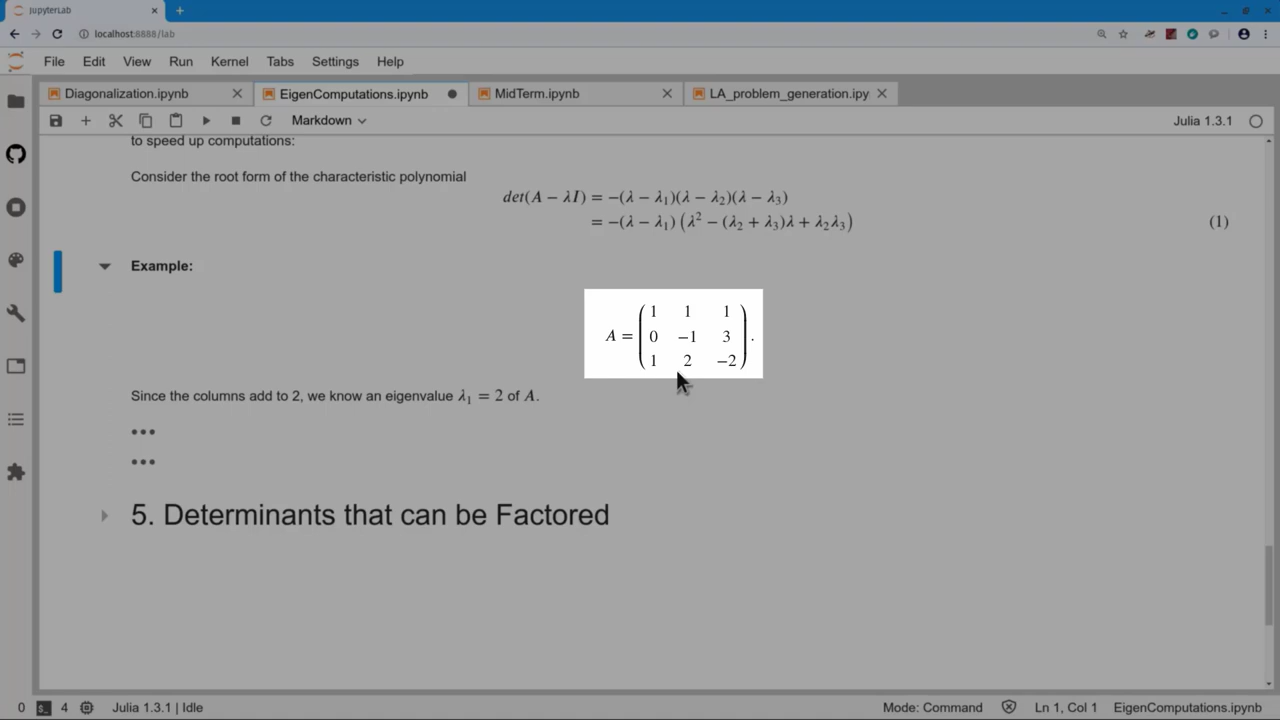 JupyterLab
localhost:8888/lab
File Edit View Run Kernel Tabs Settings Help
Diagonalization.ipynb EigenComputations.ipynb MidTerm.ipynb LA_problem_generation.ipy
Markdown Julia 1.3.1
to speed up computations:
Consider the root form of the characteristic polynomial
det(A − λI) = −(λ − λ₁)(λ − λ₂)(λ − λ₃)
= −(λ − λ₁) (λ² − (λ₂ + λ₃)λ + λ₂λ₃) (1)
Example:
1 1 1
A = 0 −1 3 .
1 2 −2
Since the columns add to 2, we know an eigenvalue λ₁ = 2 of A.
•••
•••
5. Determinants that can be Factored
0 4 Julia 1.3.1 | Idle Mode: Command Ln 1, Col 1 EigenComputations.ipynb